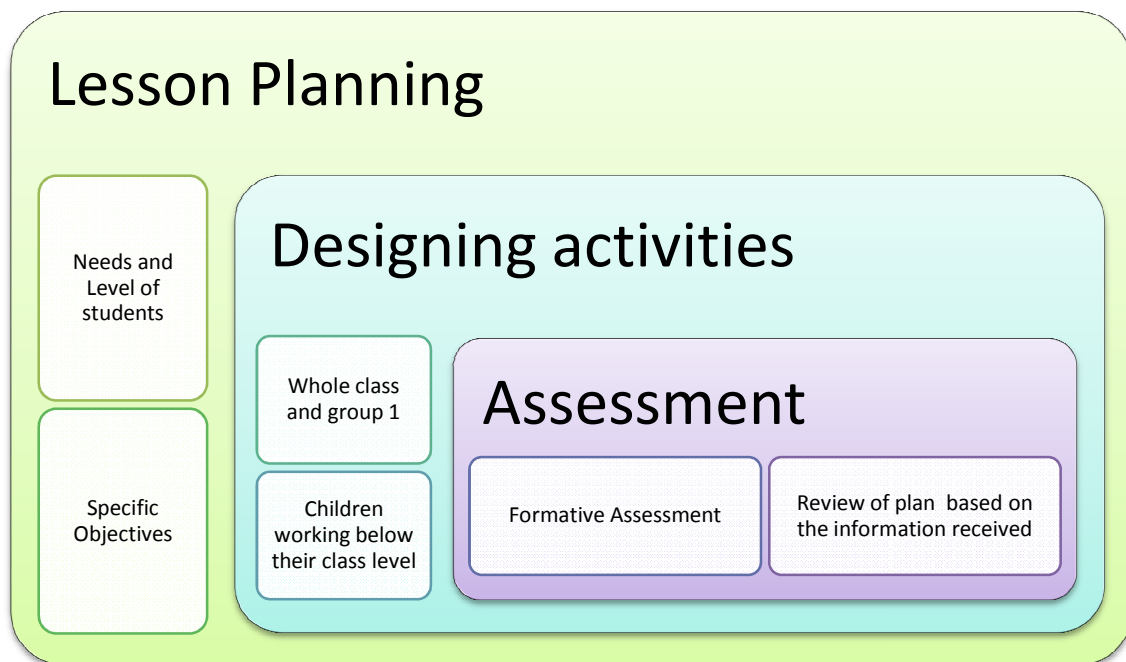 Lesson Planning
Needs and
Level of
students
Specific
Objectives
Designing activities
Whole class
and group 1
Children
working below
their class level
Assessment
Formative Assessment
Review of plan  based on
the information received